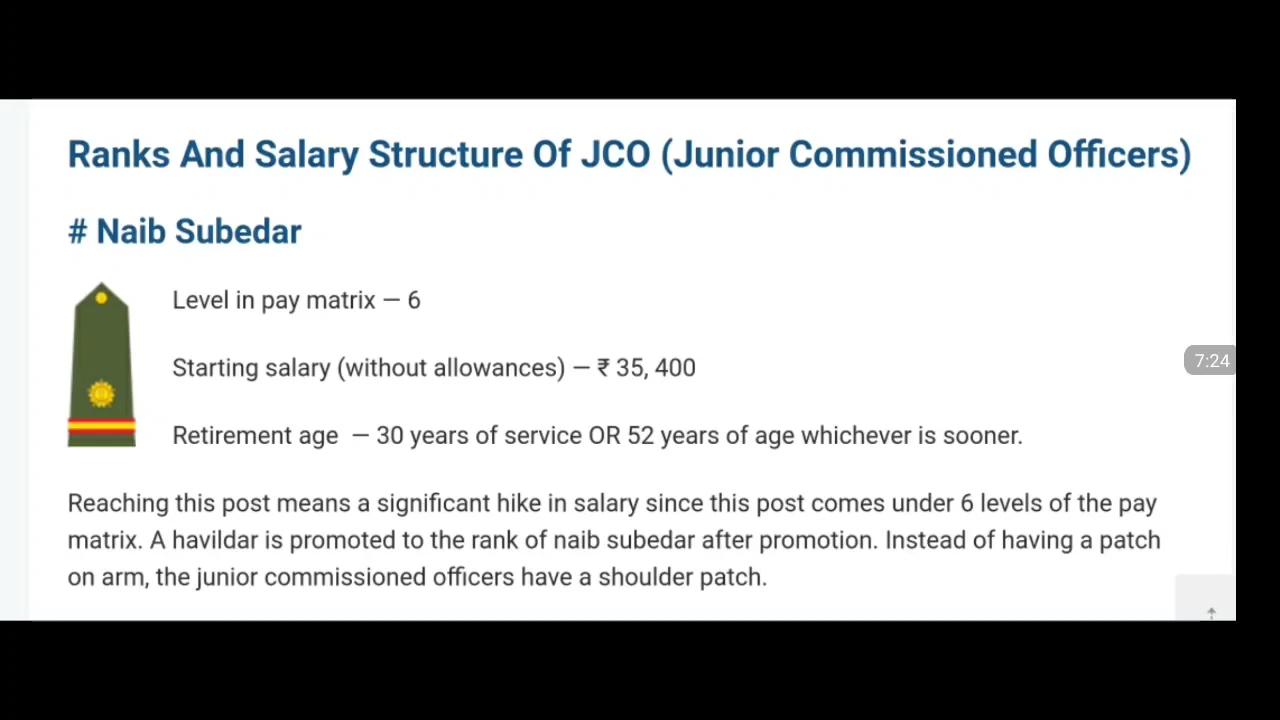 Ranks And Salary Structure Of JCO (Junior Commissioned Officers)
# Naib Subedar
Level in pay matrix — 6
Starting salary (without allowances) — ₹ 35, 400
7:24
Retirement age — 30 years of service OR 52 years of age whichever is sooner.
Reaching this post means a significant hike in salary since this post comes under 6 levels of the pay
matrix. A havildar is promoted to the rank of naib subedar after promotion. Instead of having a patch
on arm, the junior commissioned officers have a shoulder patch.